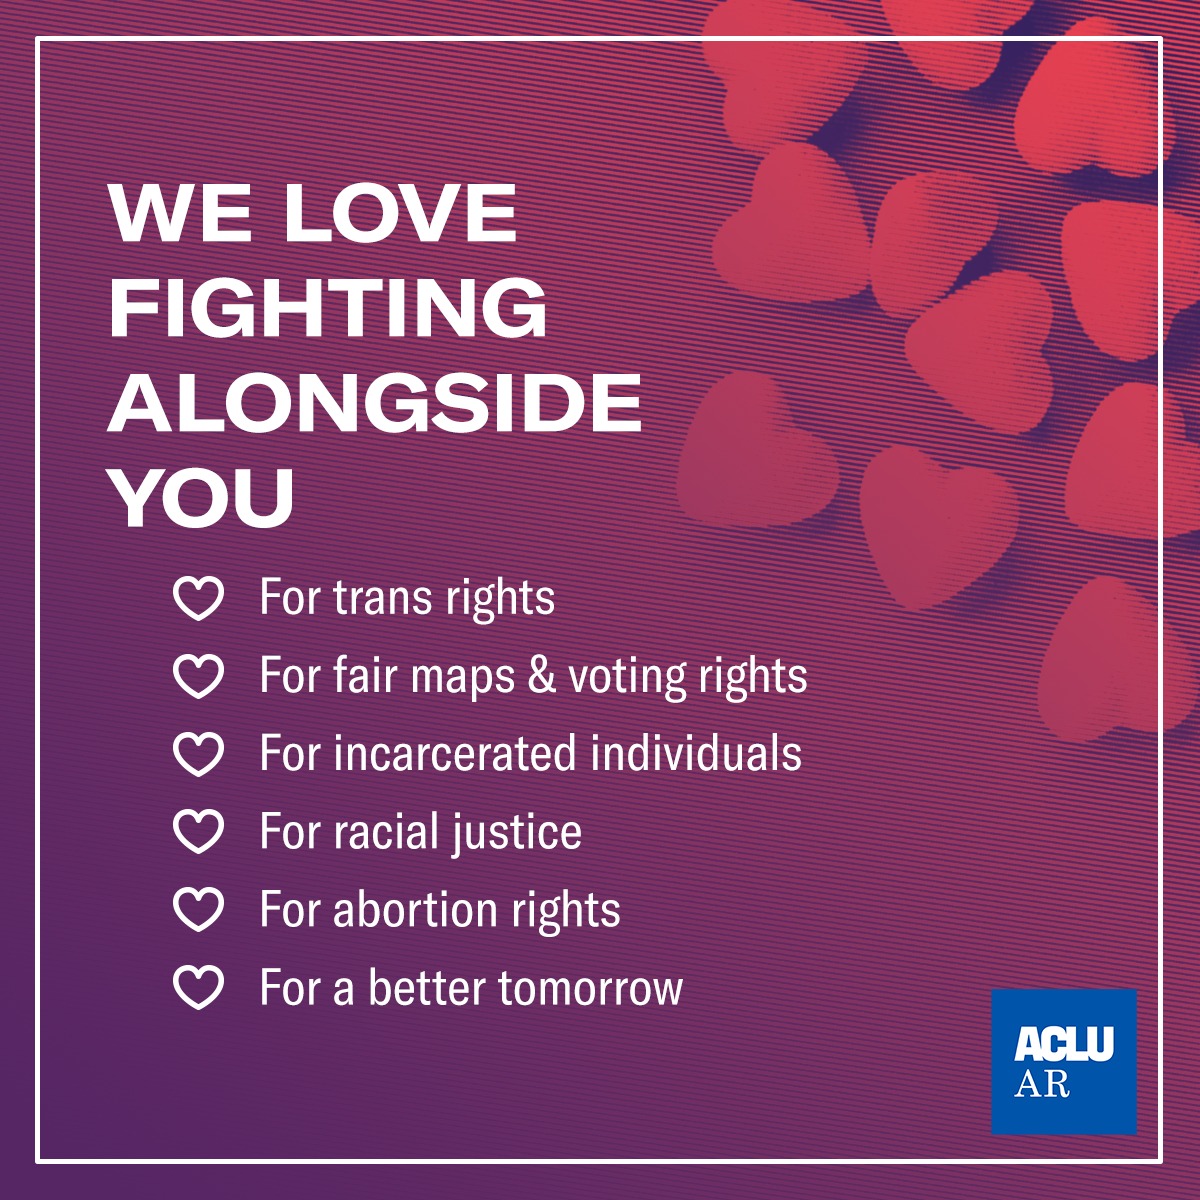 WE LOVE
FIGHTING
ALONGSIDE
YOU
For trans rights
For fair maps & voting rights
For incarcerated individuals
For racial justice
For abortion rights
For a better tomorrow
ACLU
AR